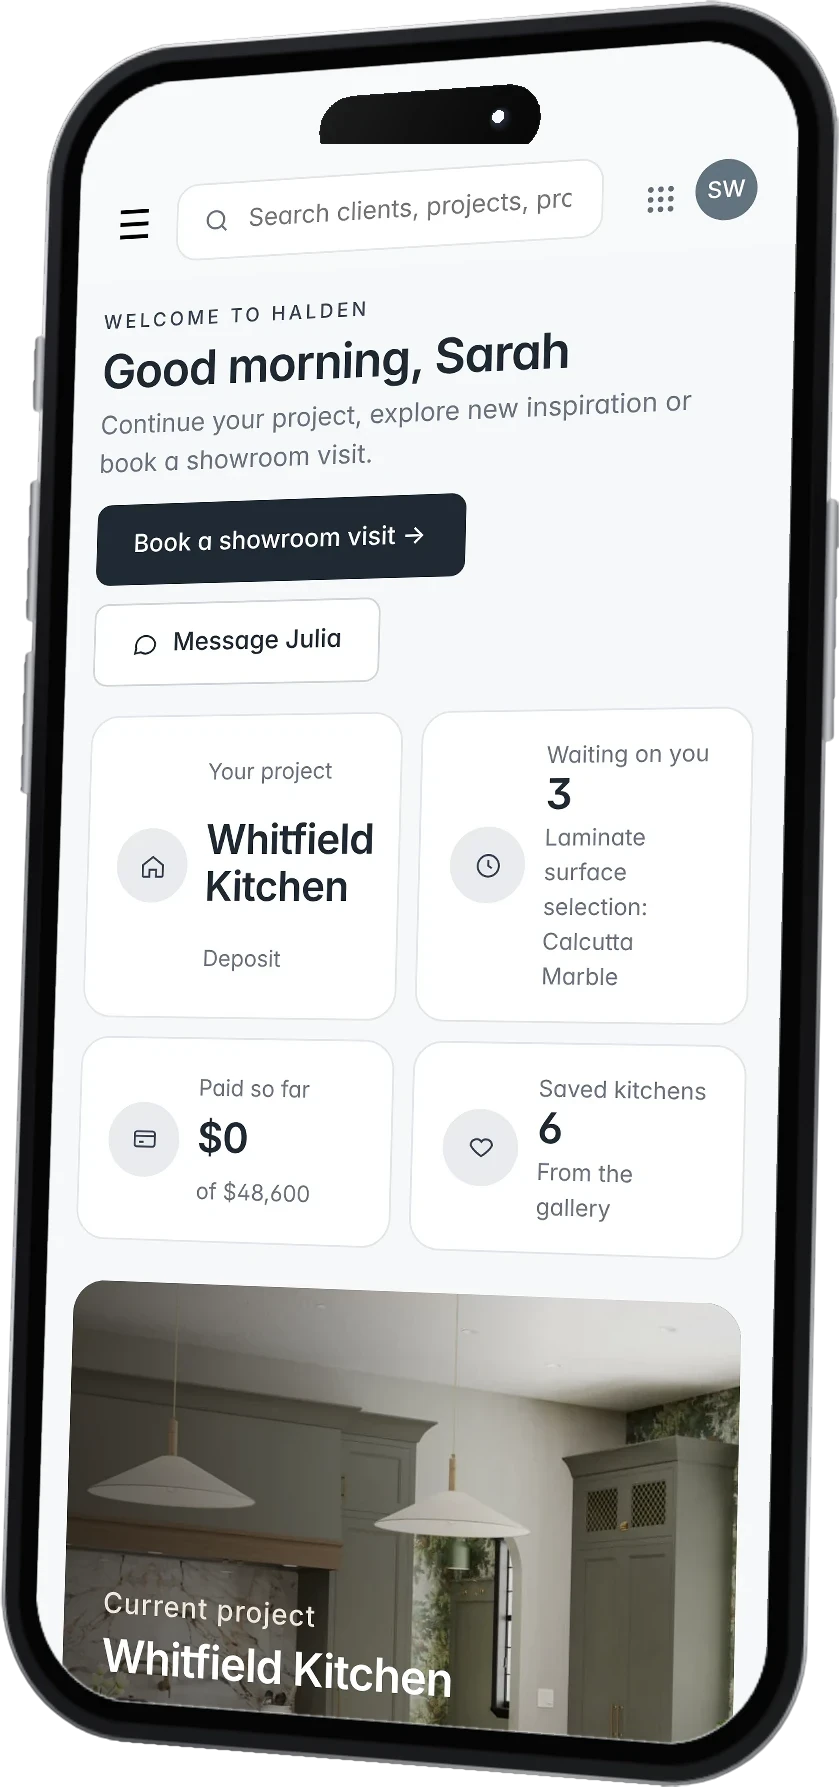 Search clients, projects, prc
SW
WELCOME TO HALDEN
Good morning, Sarah
Continue your project, explore new inspiration or
book a showroom visit.
Book a showroom visit →
Message Julia
Your project
Whitfield
Kitchen
Deposit
Waiting on you
3
Laminate
surface
selection:
Calcutta
Marble
Paid so far
$0
of $48,600
Saved kitchens
6
From the
gallery
Current project
Whitfield Kitchen